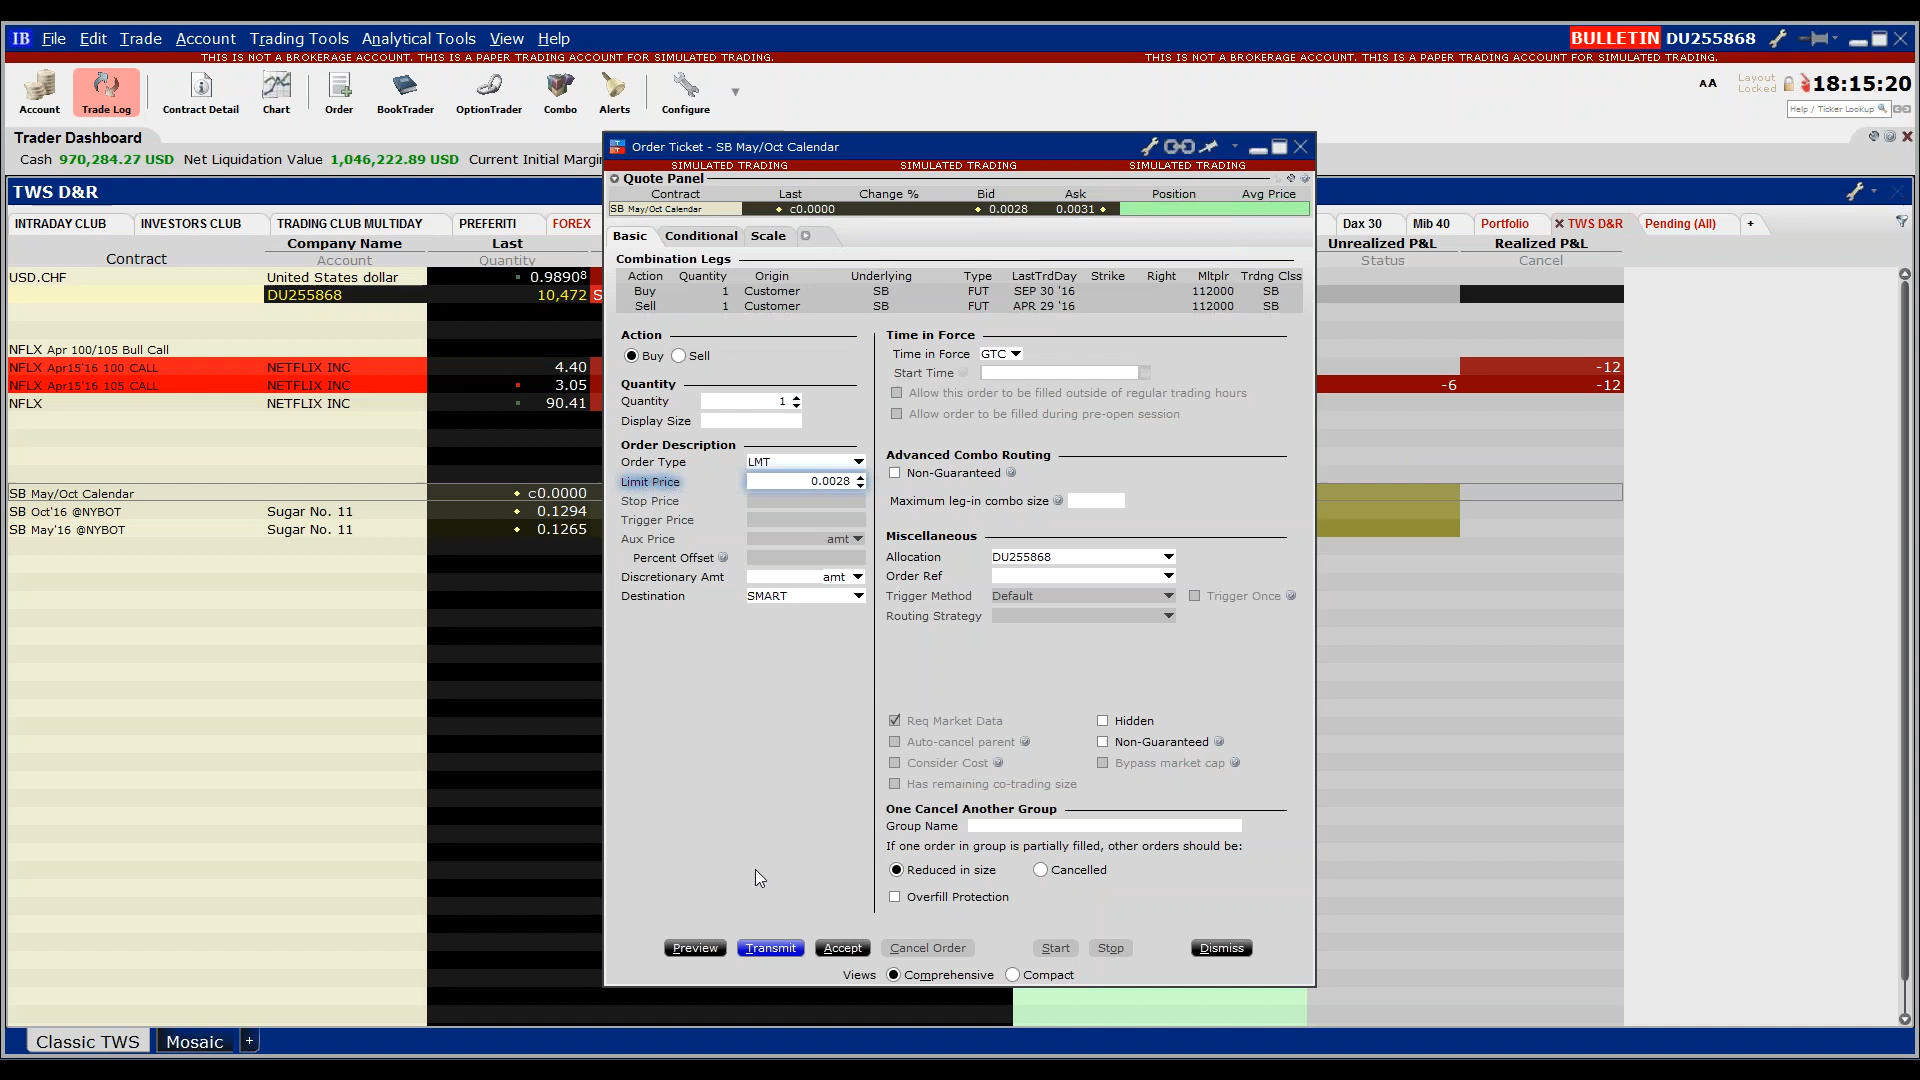 IB File Edit Trade Account Trading Tools Analytical Tools View Help BULLETIN DU255868
THIS IS NOT A BROKERAGE ACCOUNT. THIS IS A PAPER TRADING ACCOUNT FOR SIMULATED TRADING. THIS IS NOT A BROKERAGE ACCOUNT. THIS IS A PAPER TRADING ACCOUNT FOR SIMULATED TRADING.
Account Trade Log Contract Detail Chart Order BookTrader OptionTrader Combo Alerts Configure
AA Layout Locked 18:15:20
Help / Ticker Lookup
Trader Dashboard
Cash 970,284.27 USD Net Liquidation Value 1,046,222.89 USD Current Initial Margin
TWS D&R
INTRADAY CLUB INVESTORS CLUB TRADING CLUB MULTIDAY PREFERITI FOREX Dax 30 Mib 40 Portfolio TWS D&R Pending (All) +
Contract Company Name Last Unrealized P&L Realized P&L
Account Quantity Status Cancel
USD.CHF United States dollar 0.98908
DU255868 10,472 S
NFLX Apr 100/105 Bull Call
NFLX Apr15'16 100 CALL NETFLIX INC 4.40 -12
NFLX Apr15'16 105 CALL NETFLIX INC 3.05 -6 -12
NFLX NETFLIX INC 90.41
SB May/Oct Calendar c0.0000
SB Oct'16 @NYBOT Sugar No. 11 0.1294
SB May'16 @NYBOT Sugar No. 11 0.1265
Order Ticket - SB May/Oct Calendar
SIMULATED TRADING SIMULATED TRADING SIMULATED TRADING
Quote Panel
Contract Last Change % Bid Ask Position Avg Price
SB May/Oct Calendar c0.0000 0.0028 0.0031
Basic Conditional Scale
Combination Legs
Action Quantity Origin Underlying Type LastTrdDay Strike Right Mltplr Trdng Clss
Buy 1 Customer SB FUT SEP 30 '16 112000 SB
Sell 1 Customer SB FUT APR 29 '16 112000 SB
Action
Buy Sell
Quantity
Quantity 1
Display Size
Order Description
Order Type LMT
Limit Price 0.0028
Stop Price
Trigger Price
Aux Price amt
Percent Offset
Discretionary Amt amt
Destination SMART
Time in Force
Time in Force GTC
Start Time
Allow this order to be filled outside of regular trading hours
Allow order to be filled during pre-open session
Advanced Combo Routing
Non-Guaranteed
Maximum leg-in combo size
Miscellaneous
Allocation DU255868
Order Ref
Trigger Method Default Trigger Once
Routing Strategy
Req Market Data Hidden
Auto-cancel parent Non-Guaranteed
Consider Cost Bypass market cap
Has remaining co-trading size
One Cancel Another Group
Group Name
If one order in group is partially filled, other orders should be:
Reduced in size Cancelled
Overfill Protection
Preview Transmit Accept Cancel Order Start Stop Dismiss
Views Comprehensive Compact
Classic TWS Mosaic +